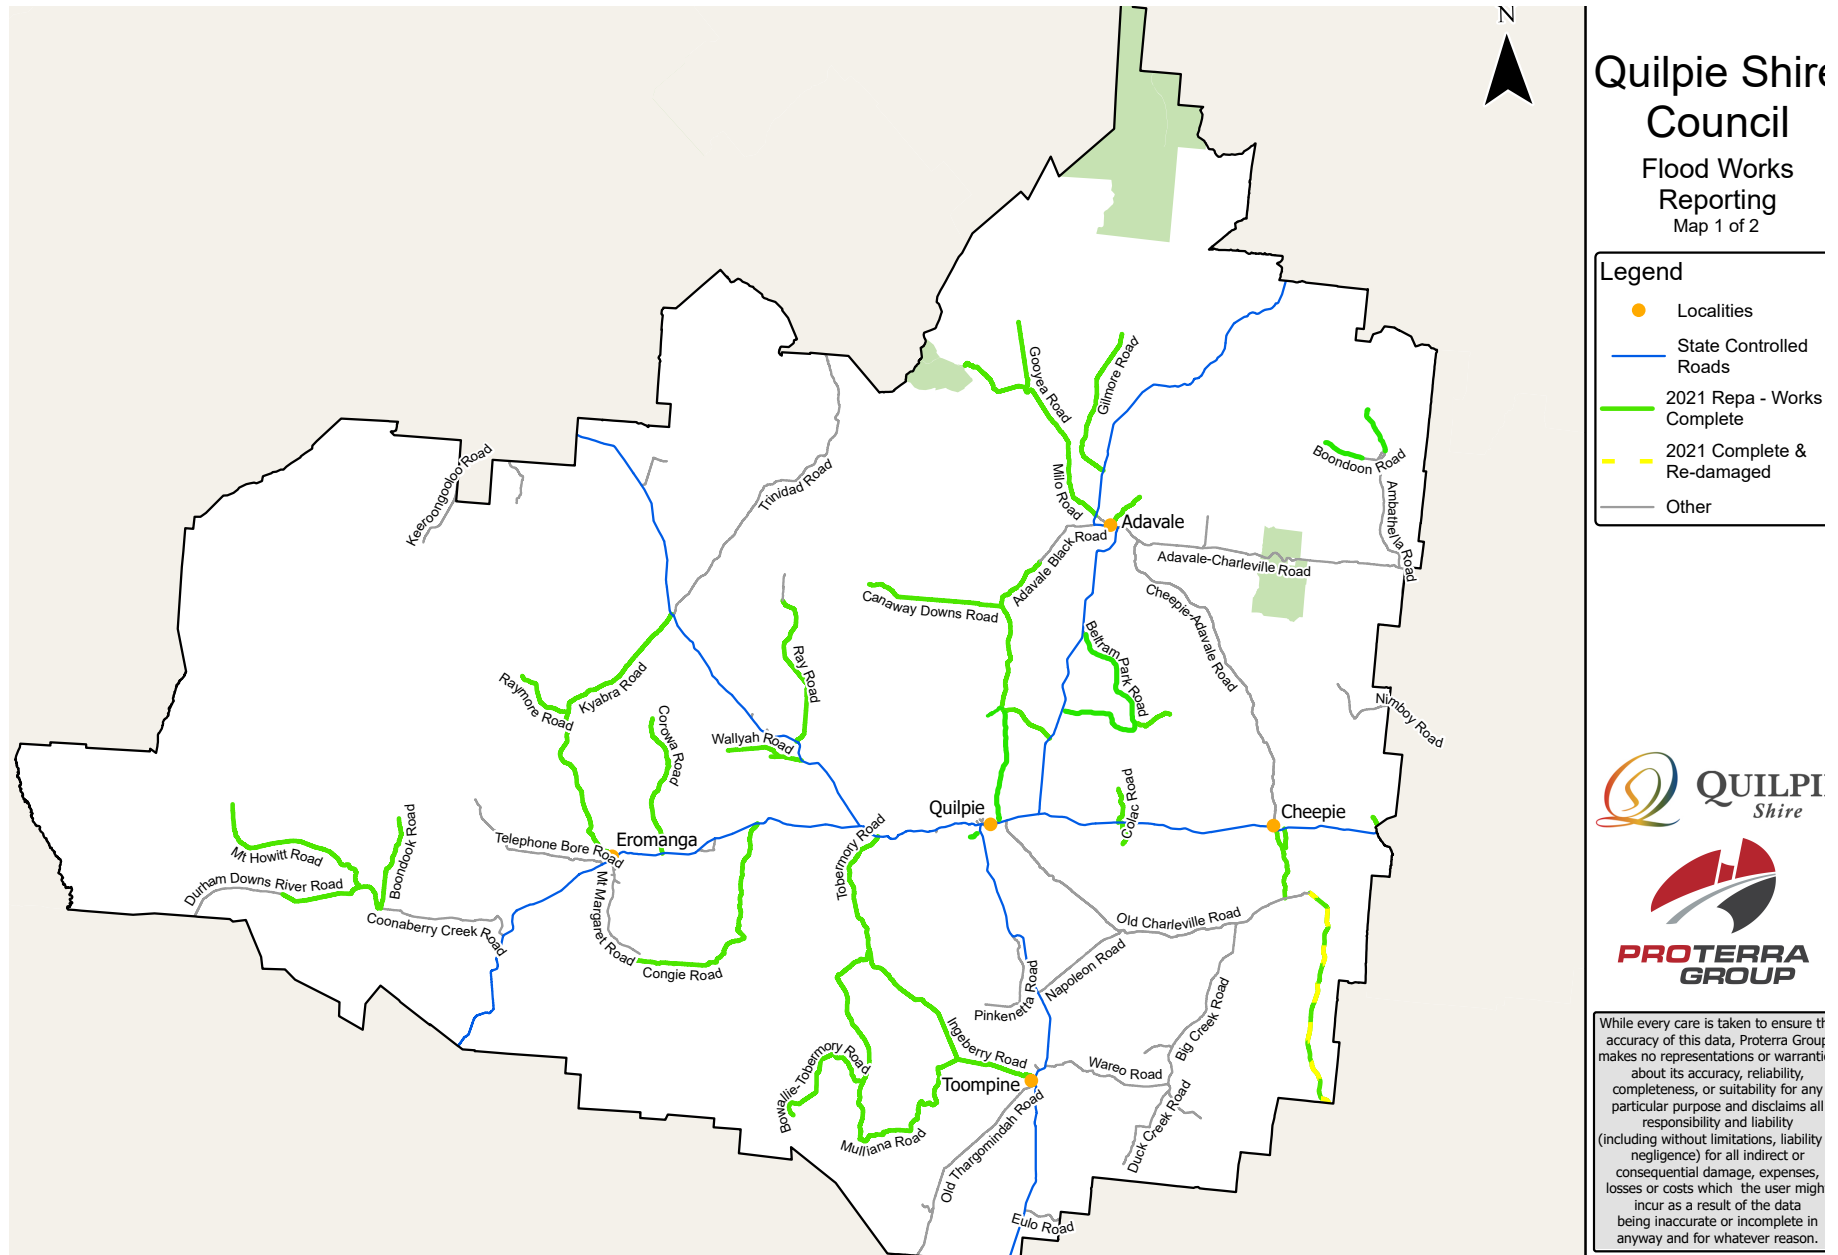 N
Quilpie Shire
Council
Flood Works
Reporting
Map 1 of 2
Legend
Localities
State Controlled
Roads
2021 Repa - Works
Complete
2021 Complete &
Re-damaged
Other
Gooyea Road
Gilmore Road
Milo Road
Boondoon Road
Ambathella Road
Keeroongooloo Road
Trinidad Road
Adavale
Adavale Black Road
Adavale-Charleville Road
Canaway Downs Road
Cheepie-Adavale Road
Beltram Park Road
Ray Road
Kyabra Road
Raymore Road
Corowa Road
Wallyah Road
Nimboy Road
Colac Road
Quilpie
Cheepie
Eromanga
Telephone Bore Road
Tobermory Road
Mt Howitt Road
Boondook Road
Durham Downs River Road
Coonaberry Creek Road
Mt Margaret Road
Congie Road
Old Charleville Road
Napoleon Road
Pinkenetta Road
Big Creek Road
Ingeberry Road
Wareo Road
Toompine
Bowallie-Tobermory Road
Mulliana Road
Old Thargomindah Road
Duck Creek Road
Eulo Road
QUILPI
Shire
PROTERRA
GROUP
While every care is taken to ensure th
accuracy of this data, Proterra Group
makes no representations or warrantie
about its accuracy, reliability,
completeness, or suitability for any
particular purpose and disclaims all
responsibility and liability
(including without limitations, liability
negligence) for all indirect or
consequential damage, expenses,
losses or costs which the user migh
incur as a result of the data
being inaccurate or incomplete in
anyway and for whatever reason.